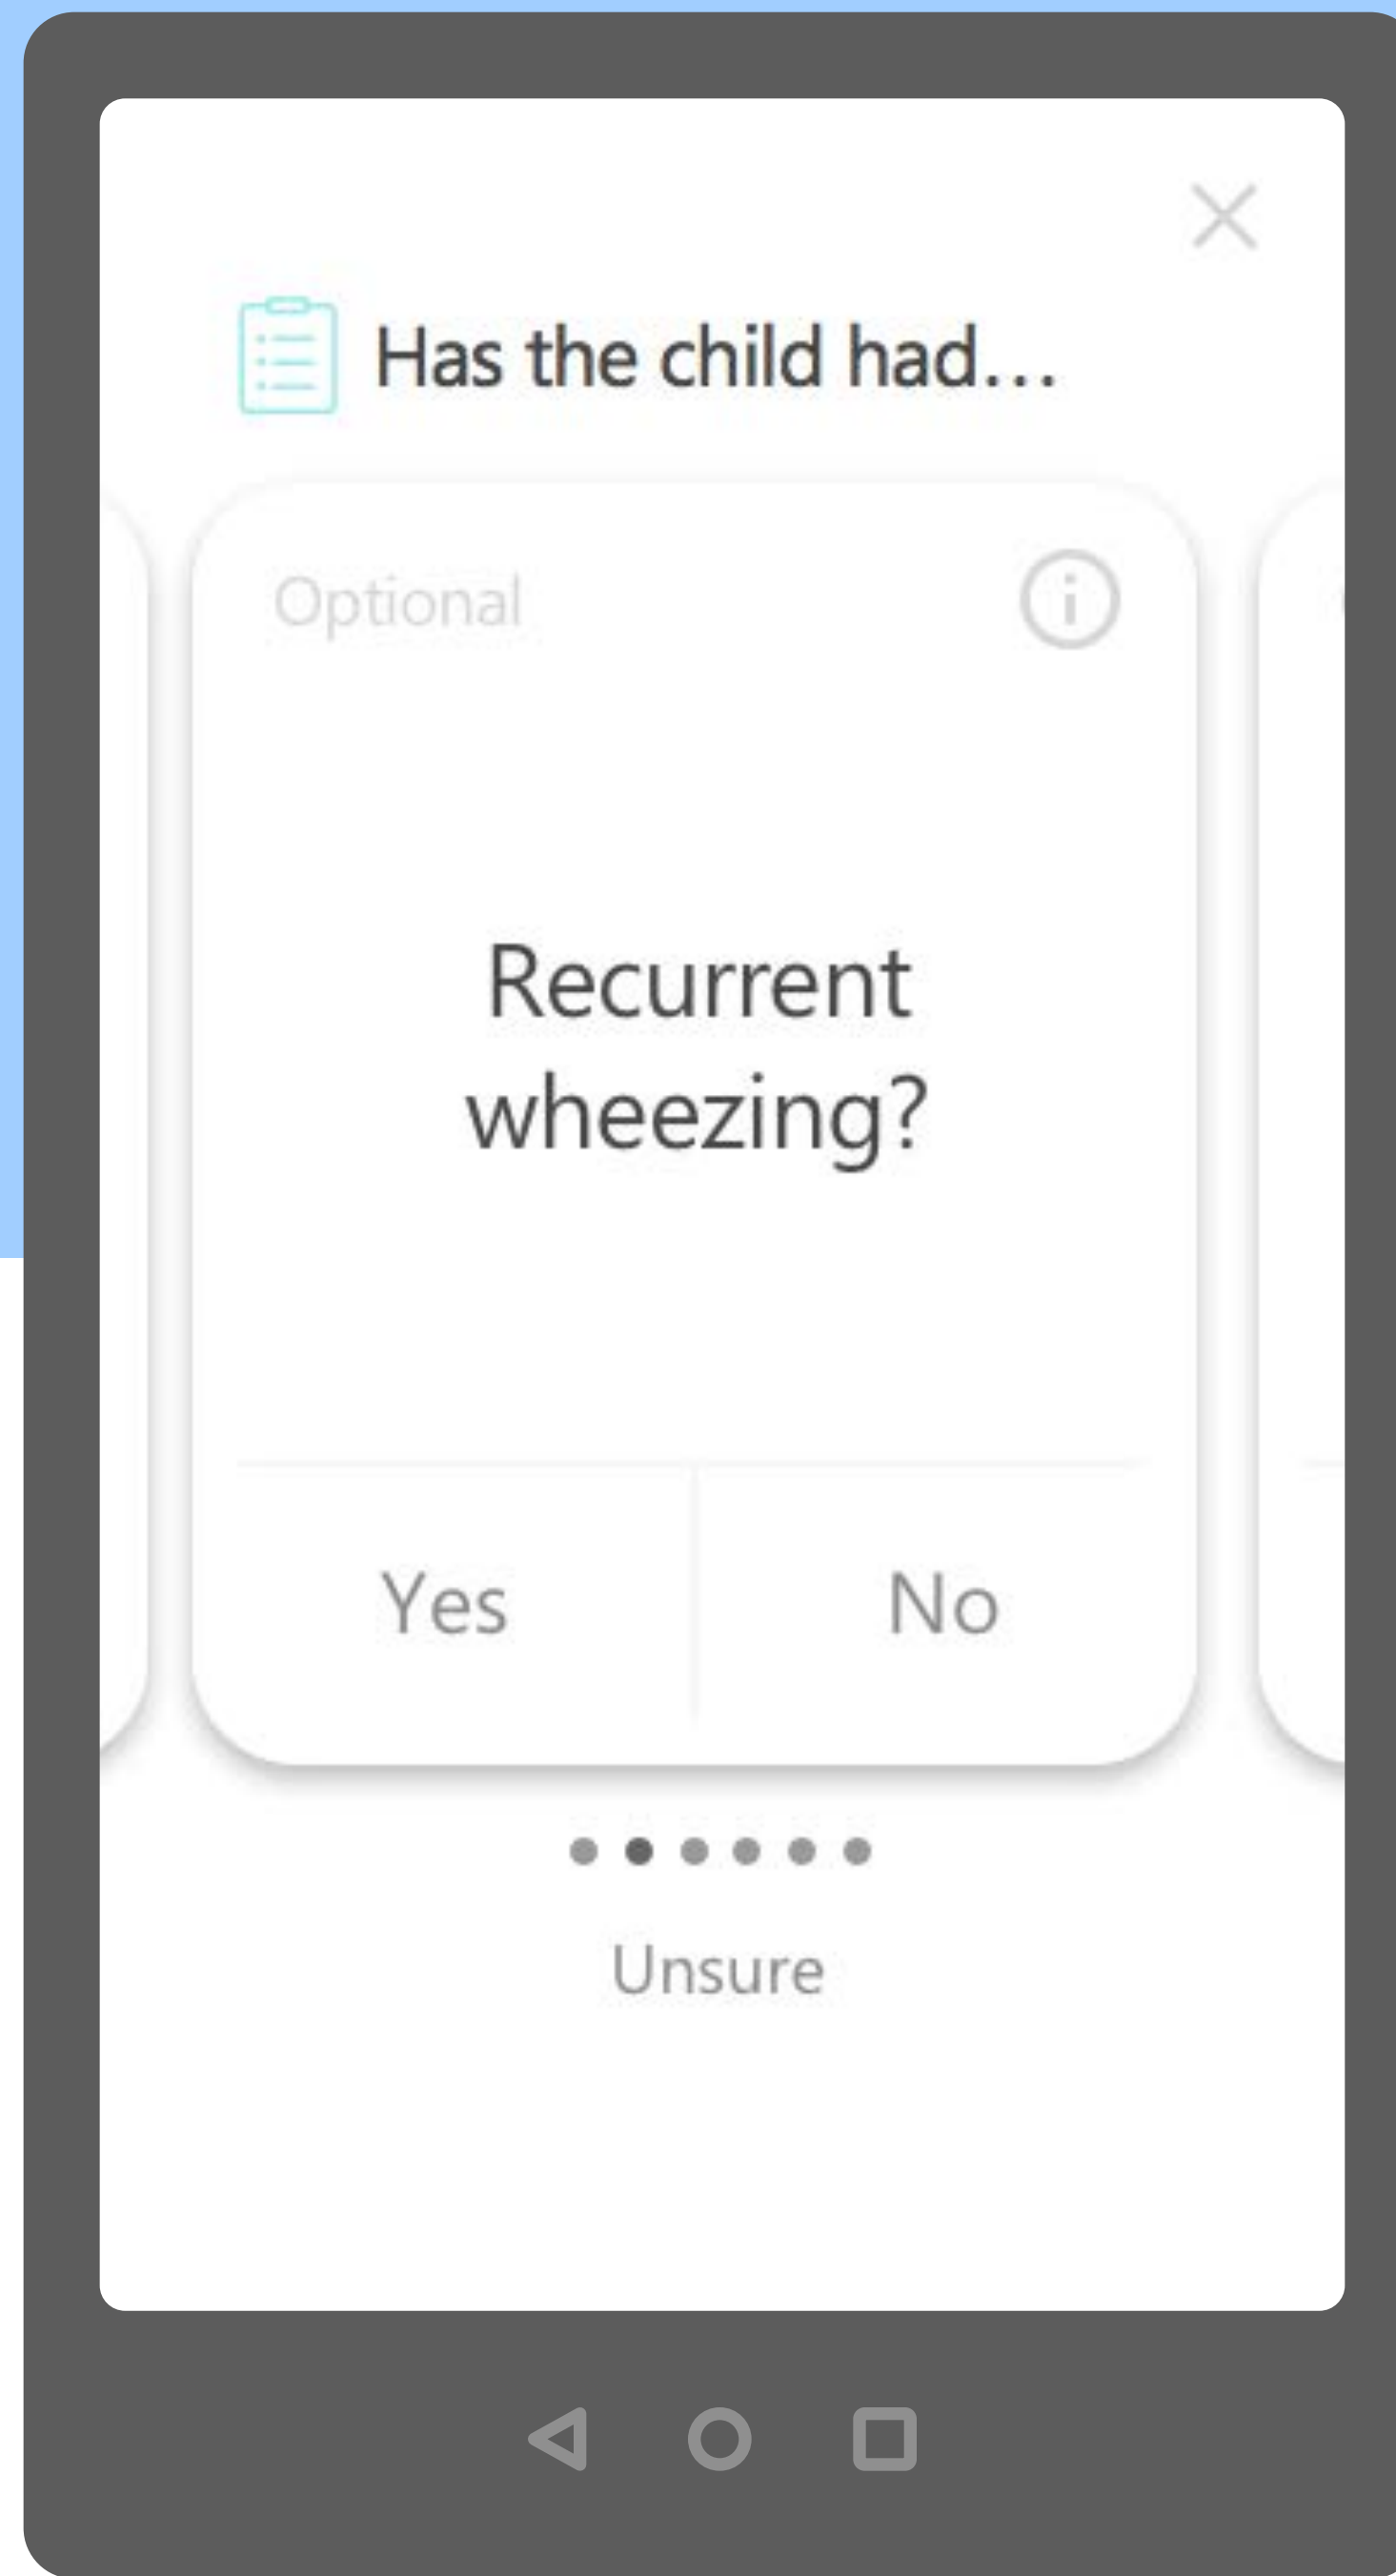 Has the child had...
Optional
Recurrent
wheezing?
Yes
No
Unsure